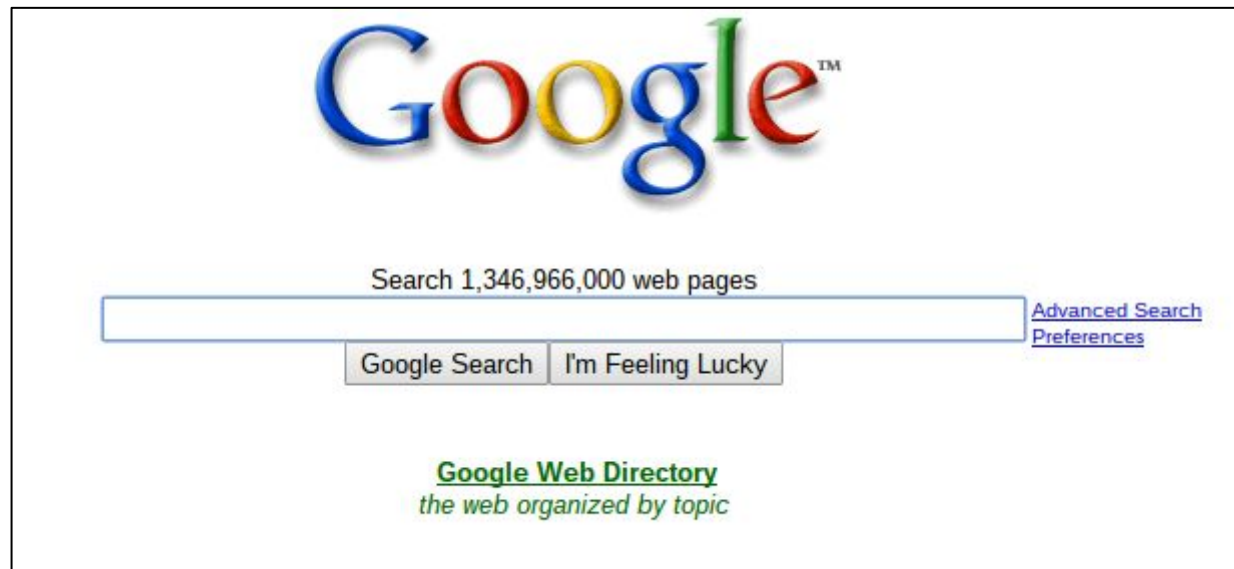 Google™
Search 1,346,966,000 web pages
Advanced Search
Preferences
Google Search I'm Feeling Lucky
Google Web Directory
the web organized by topic